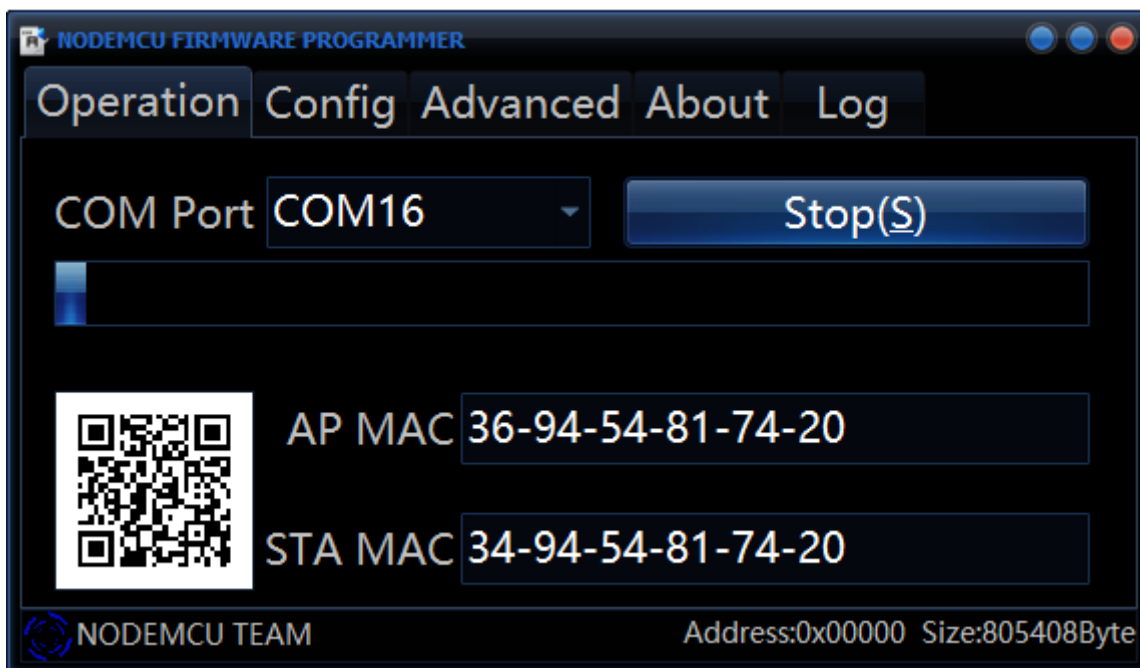 NODEMCU FIRMWARE PROGRAMMER
Operation Config Advanced About Log
COM Port COM16 Stop(S)
AP MAC 36-94-54-81-74-20
STA MAC 34-94-54-81-74-20
NODEMCU TEAM Address:0x00000 Size:805408Byte